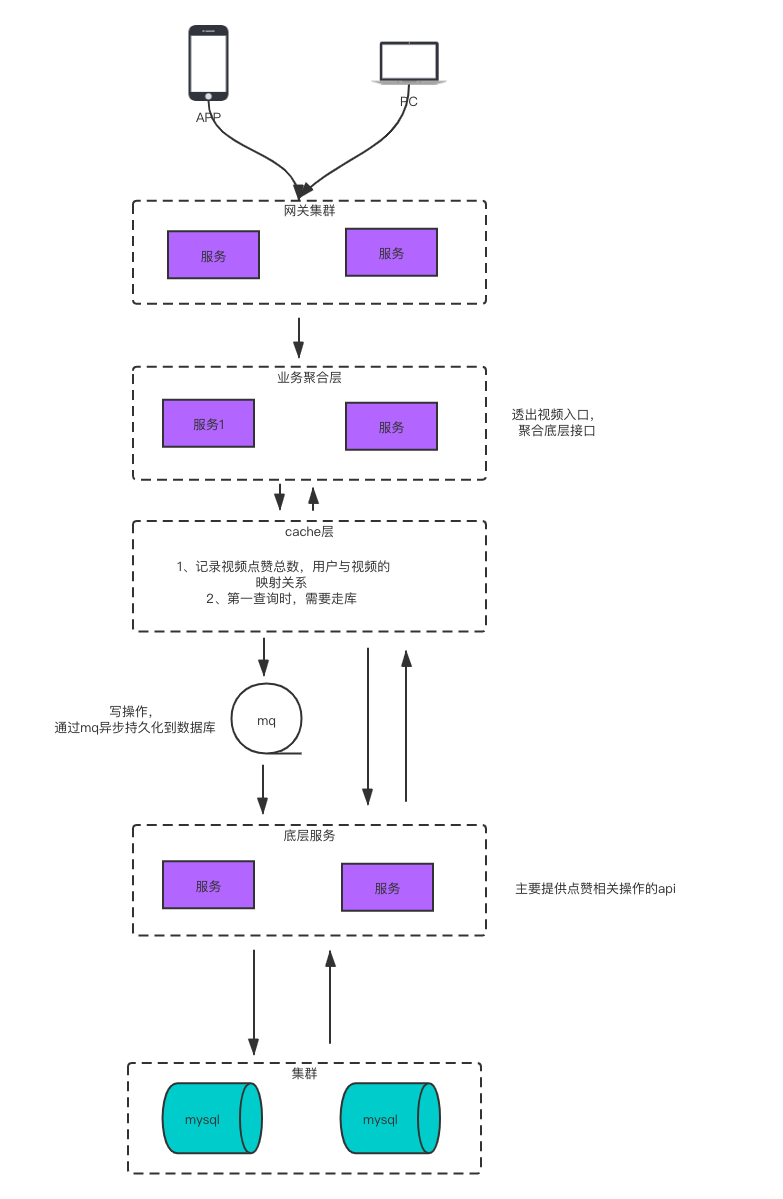 APP
PC
网关集群
服务
服务
业务聚合层
服务1
服务
透出视频入口，
聚合底层接口
cache层
1、记录视频点赞总数，用户与视频的
映射关系
2、第一查询时，需要走库
写操作，
通过mq异步持久化到数据库
mq
底层服务
服务
服务
主要提供点赞相关操作的api
集群
mysql
mysql